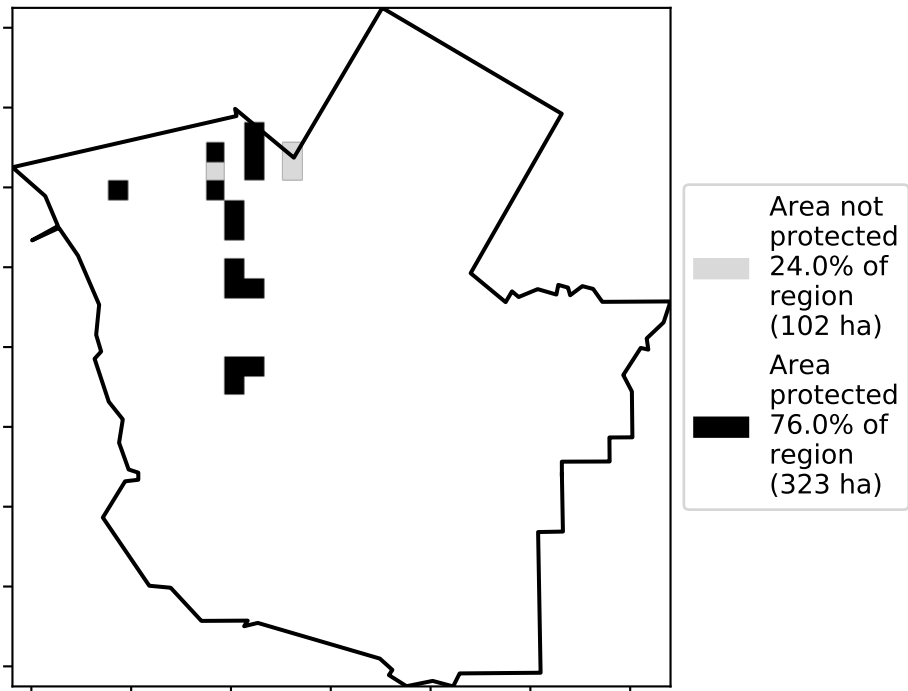 Area not
protected
24.0% of
region
(102 ha)
Area
protected
76.0% of
region
(323 ha)